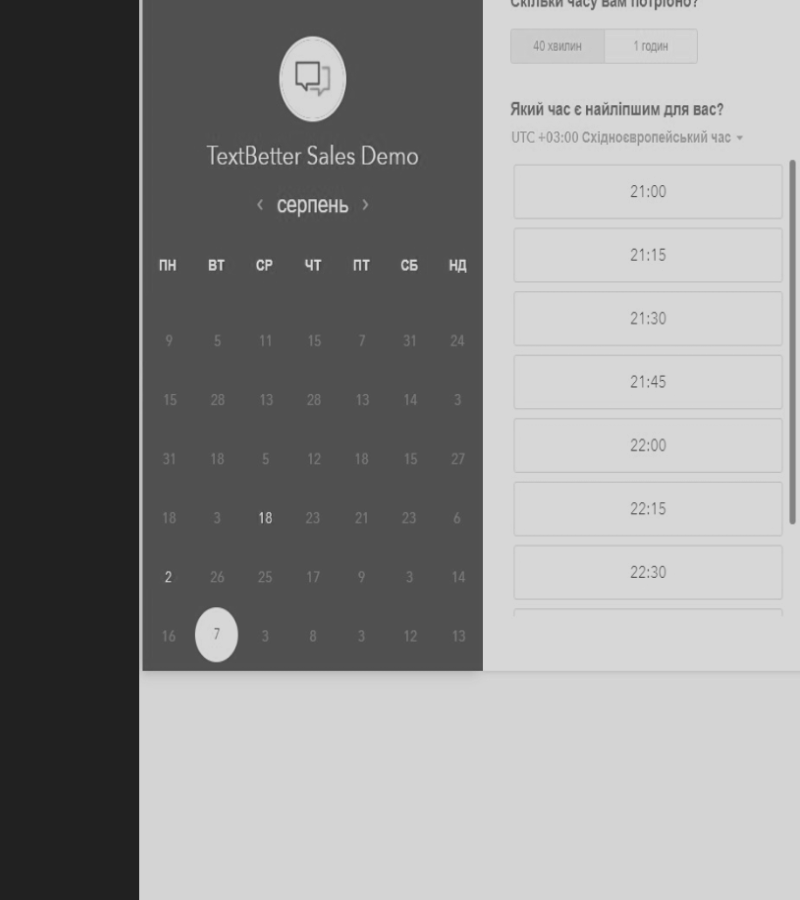 TextBetter Sales Demo
‹ серпень ›
ПН ВТ СР ЧТ ПТ СБ НД
9 5 11 15 7 31 24
15 28 13 28 13 14 3
31 18 5 12 18 15 27
18 3 18 23 21 23 6
2 26 25 17 9 3 14
16 7 3 8 3 12 13
Скільки часу вам потрібно?
40 хвилин 1 годин
Який час є найліпшим для вас?
UTC +03:00 Східноєвропейський час
21:00
21:15
21:30
21:45
22:00
22:15
22:30